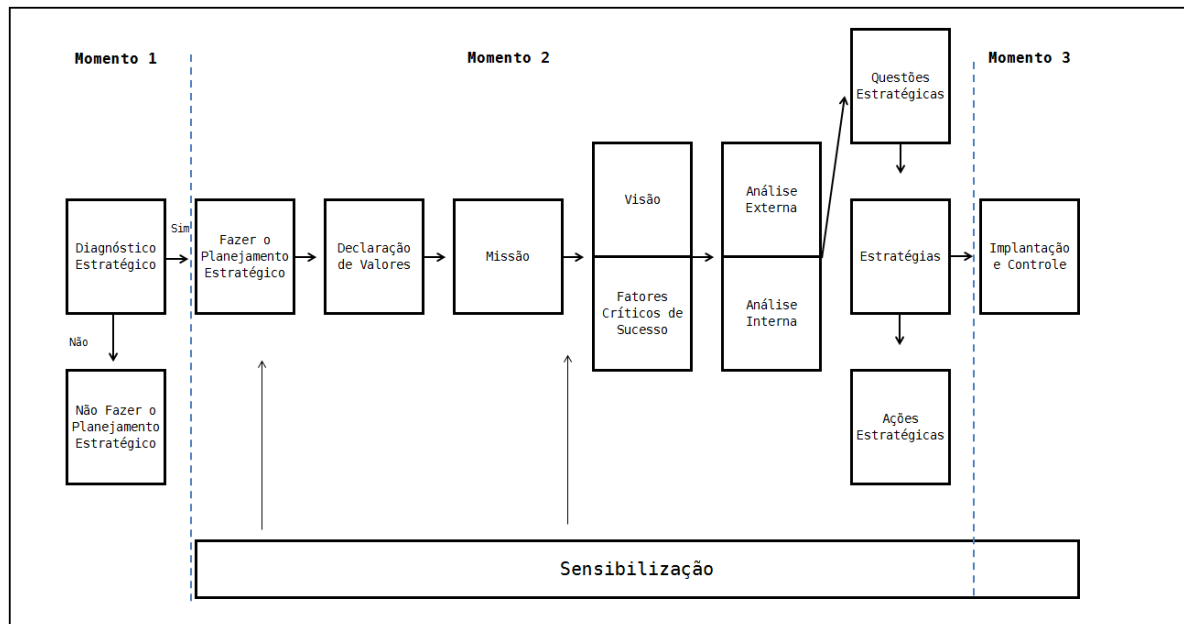 Momento 1
Momento 2
Momento 3
Questões
Estratégicas
Visão
Análise
Externa
Diagnóstico
Estratégico
Sim
Fazer o
Planejamento
Estratégico
Declaração
de Valores
Missão
Estratégias
Implantação
e Controle
Fatores
Críticos de
Sucesso
Análise
Interna
Não
Não Fazer o
Planejamento
Estratégico
Ações
Estratégicas
Sensibilização